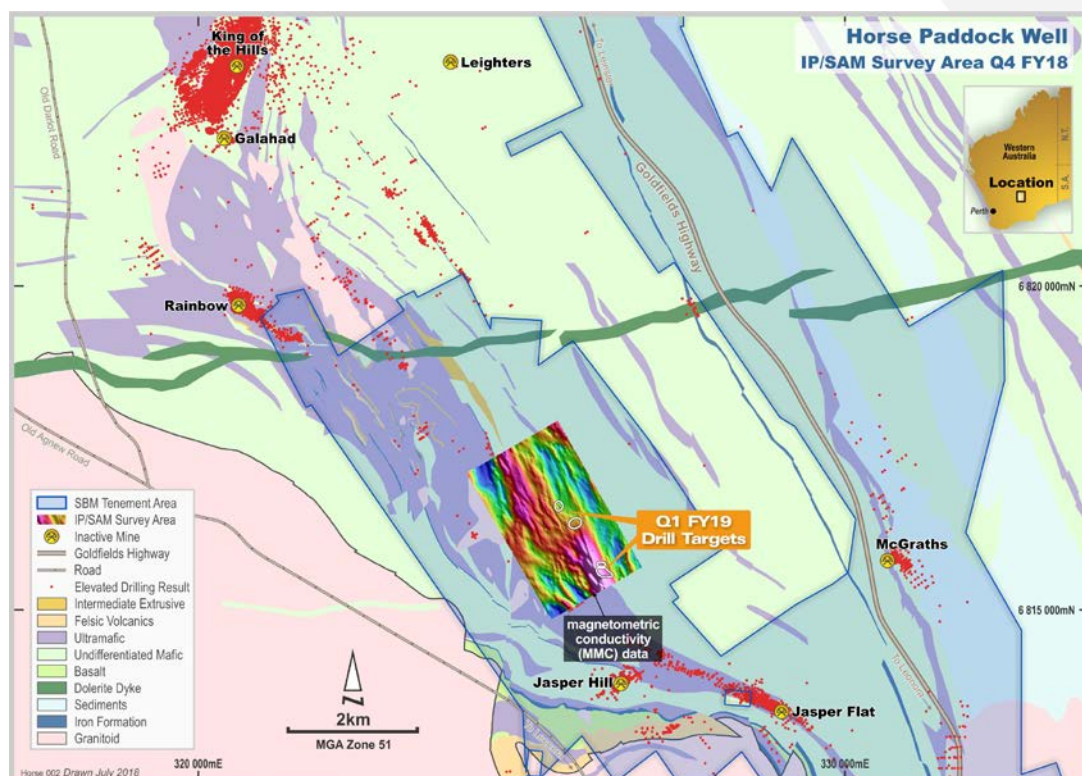 Horse Paddock Well
IP/SAM Survey Area Q4 FY18
King of
the Hills
Leighters
Galahad
Old Darlot Road
To Leinster
Goldfields Highway
Western
Australia
N.T.
S.A.
Location
Perth
Rainbow
6 820 000mN
Old Agnew Road
Q1 FY19
Drill Targets
McGraths
6 815 000mN
magnetometric
conductivity
(MMC) data
Jasper Hill
Jasper Flat
To Leonora
SBM Tenement Area
IP/SAM Survey Area
Inactive Mine
Goldfields Highway
Road
Elevated Drilling Result
Intermediate Extrusive
Felsic Volcanics
Ultramafic
Undifferentiated Mafic
Basalt
Dolerite Dyke
Sediments
Iron Formation
Granitoid
2km
MGA Zone 51
320 000mE
330 000mE
Horse 002 Drawn July 2018